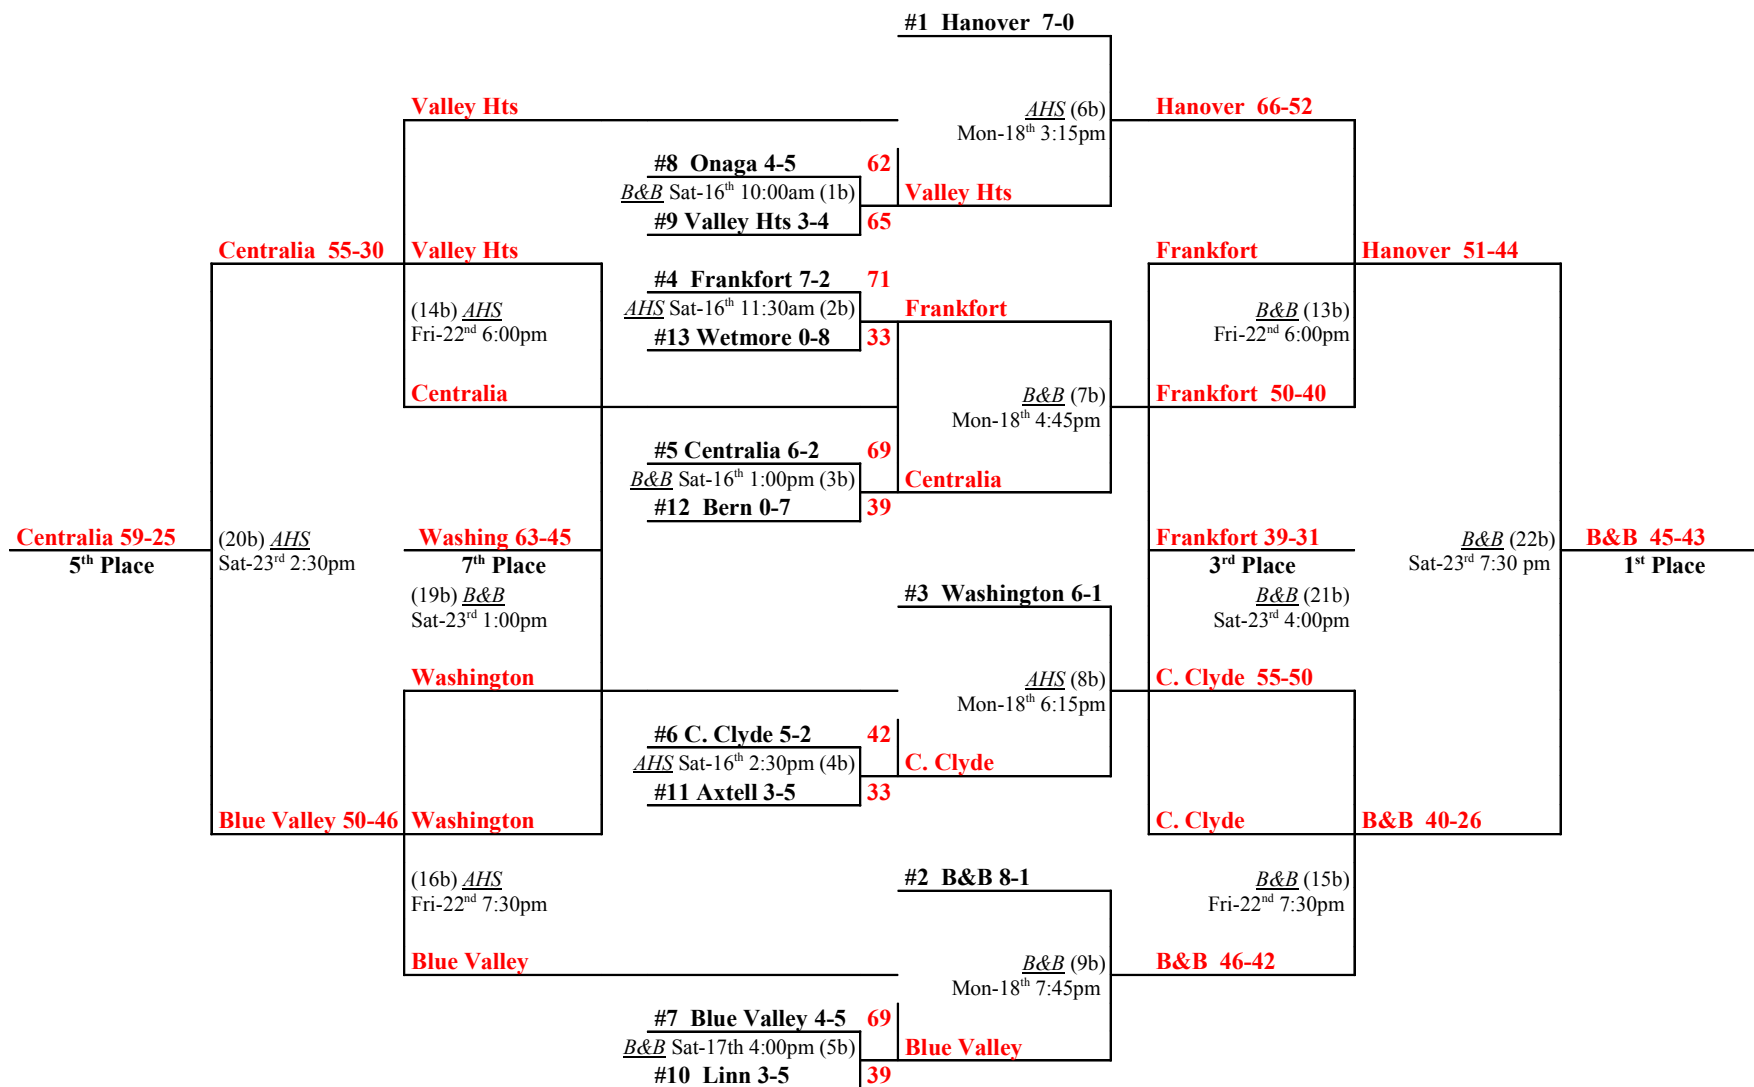 #1  Hanover  7-0
Valley Hts
AHS (6b)
Mon-18th 3:15pm
Hanover  66-52
#8  Onaga 4-5
62
B&B Sat-16th 10:00am (1b)
Valley Hts
#9 Valley Hts 3-4
65
Centralia  55-30
Valley Hts
Frankfort
Hanover  51-44
#4  Frankfort 7-2
71
(14b) AHS
Fri-22nd 6:00pm
AHS Sat-16th 11:30am (2b)
Frankfort
B&B (13b)
Fri-22nd 6:00pm
#13 Wetmore 0-8
33
Centralia
B&B (7b)
Mon-18th 4:45pm
Frankfort  50-40
#5 Centralia 6-2
69
B&B Sat-16th 1:00pm (3b)
Centralia
#12  Bern 0-7
39
Centralia 59-25
5th Place
(20b) AHS
Sat-23rd 2:30pm
Washing 63-45
7th Place
Frankfort 39-31
3rd Place
B&B (22b)
Sat-23rd 7:30 pm
B&B  45-43
1st Place
(19b) B&B
Sat-23rd 1:00pm
#3  Washington 6-1
B&B (21b)
Sat-23rd 4:00pm
Washington
AHS (8b)
Mon-18th 6:15pm
C. Clyde  55-50
#6 C. Clyde 5-2
42
AHS Sat-16th 2:30pm (4b)
C. Clyde
#11 Axtell 3-5
33
Blue Valley 50-46
Washington
C. Clyde
B&B  40-26
(16b) AHS
Fri-22nd 7:30pm
#2  B&B 8-1
B&B (15b)
Fri-22nd 7:30pm
Blue Valley
B&B (9b)
Mon-18th 7:45pm
B&B  46-42
#7  Blue Valley 4-5
69
B&B Sat-17th 4:00pm (5b)
Blue Valley
#10  Linn 3-5
39